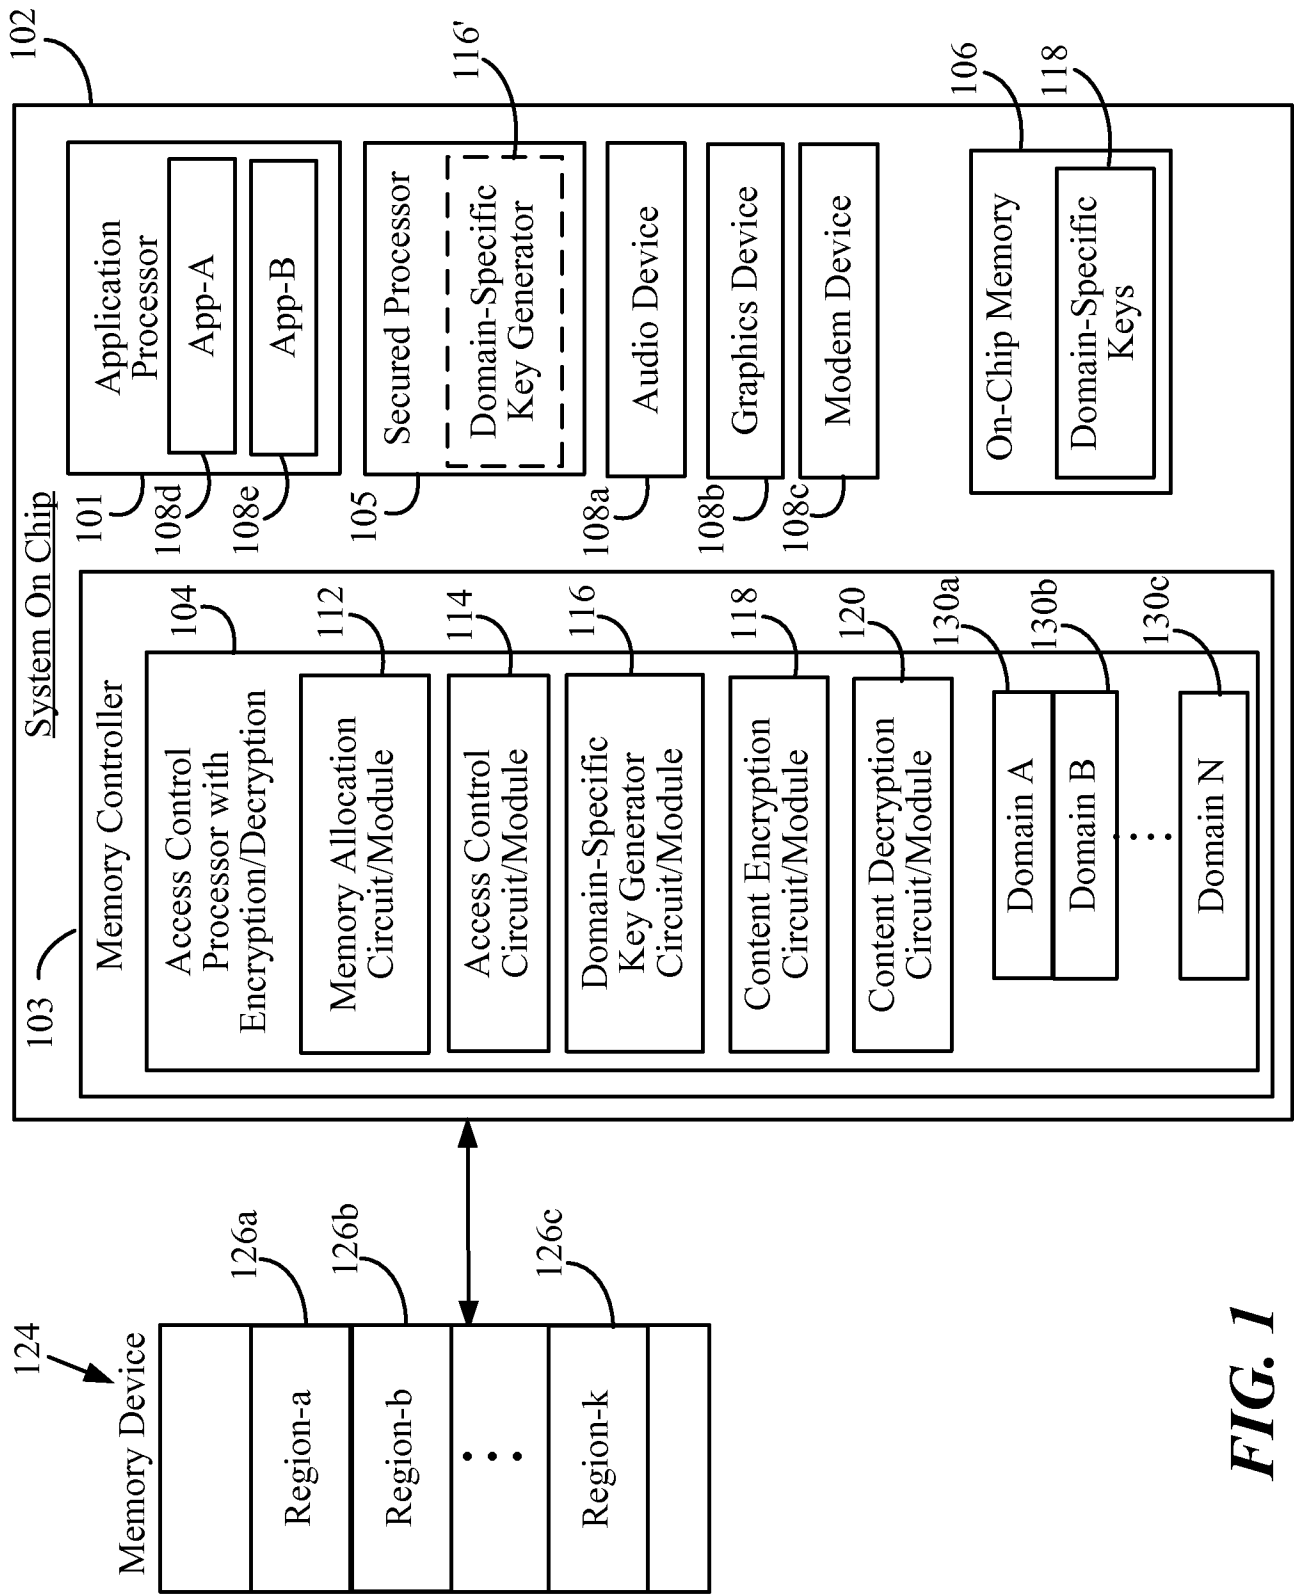 124
Memory Device
Region-a
126a
Region-b
126b
Region-k
126c
System On Chip
102
103
Memory Controller
Access Control
Processor with
Encryption/Decryption
104
Memory Allocation
Circuit/Module
112
Access Control
Circuit/Module
114
Domain-Specific
Key Generator
Circuit/Module
116
Content Encryption
Circuit/Module
118
Content Decryption
Circuit/Module
120
Domain A
130a
Domain B
130b
Domain N
130c
101
Application
Processor
App-A
108d
App-B
108e
105
Secured Processor
Domain-Specific
Key Generator
116'
108a
Audio Device
108b
Graphics Device
108c
Modem Device
On-Chip Memory
106
Domain-Specific
Keys
118
FIG. 1